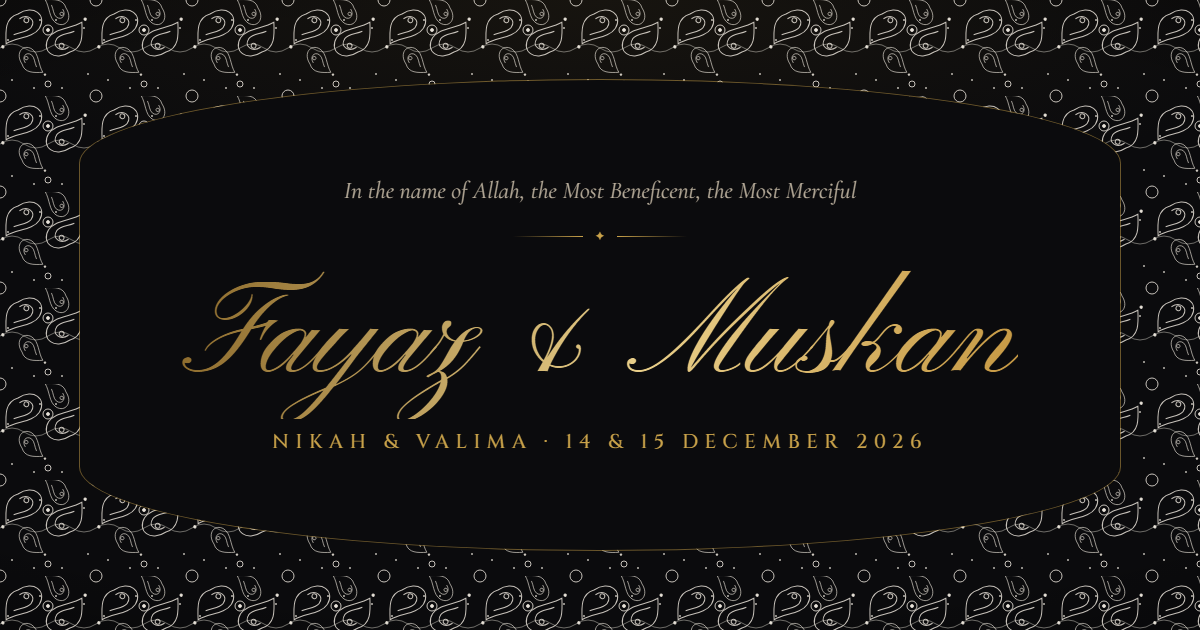 In the name of Allah, the Most Beneficent, the Most Merciful
Fayaz & Muskan
NIKAH & VALIMA · 14 & 15 DECEMBER 2026